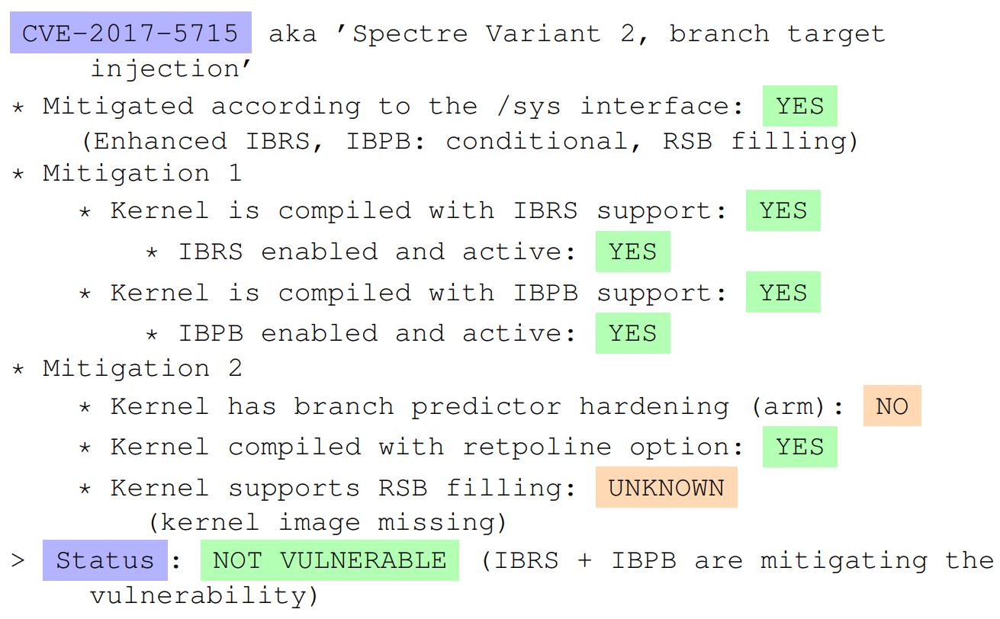 CVE-2017-5715 aka 'Spectre Variant 2, branch target
injection'
* Mitigated according to the /sys interface: YES
(Enhanced IBRS, IBPB: conditional, RSB filling)
* Mitigation 1
* Kernel is compiled with IBRS support: YES
* IBRS enabled and active: YES
* Kernel is compiled with IBPB support: YES
* IBPB enabled and active: YES
* Mitigation 2
* Kernel has branch predictor hardening (arm): NO
* Kernel compiled with retpoline option: YES
* Kernel supports RSB filling: UNKNOWN
(kernel image missing)
> Status: NOT VULNERABLE (IBRS + IBPB are mitigating the
vulnerability)